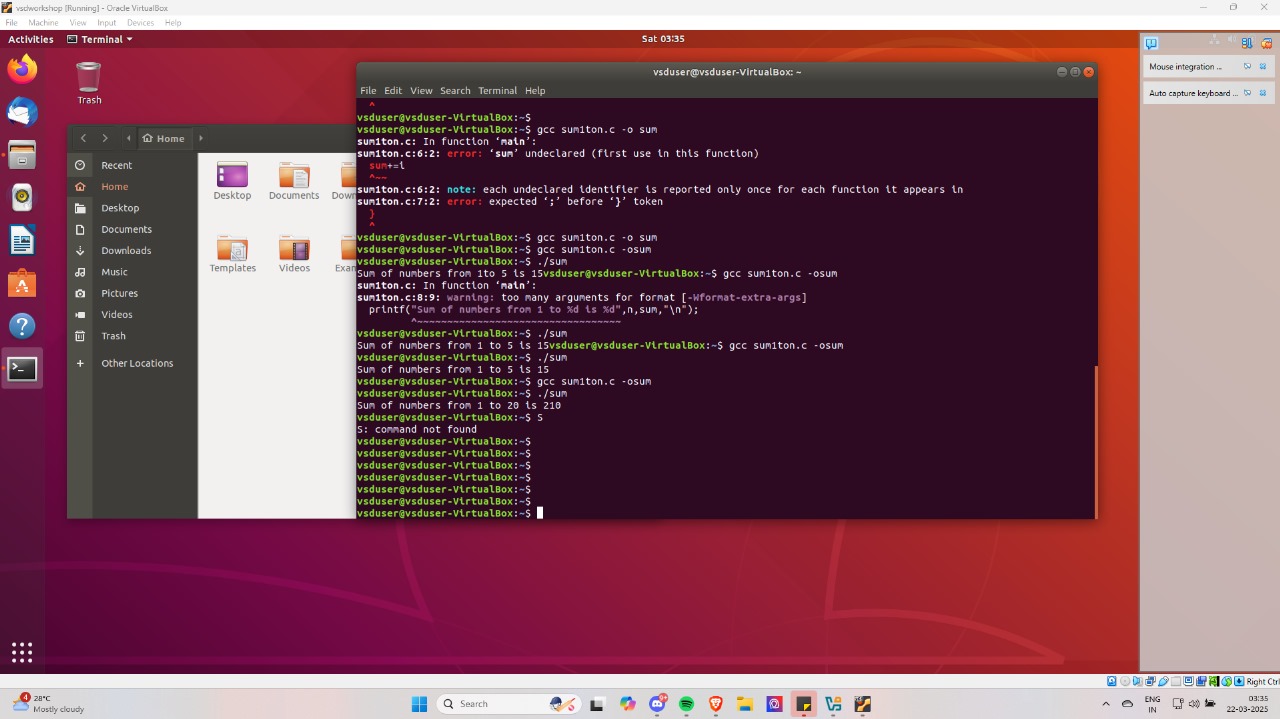 vsdworkshop [Running] - Oracle VirtualBox
File Machine View Input Devices Help
Activities Terminal Sat 03:35
Trash
Home
Recent
Home
Desktop
Documents
Downloads
Music
Pictures
Videos
Trash
Other Locations
Desktop Documents Down
Templates Videos Exam
vsduser@vsduser-VirtualBox: ~
File Edit View Search Terminal Help
^
vsduser@vsduser-VirtualBox:~$
vsduser@vsduser-VirtualBox:~$ gcc sum1ton.c -o sum
sum1ton.c: In function ‘main’:
sum1ton.c:6:2: error: ‘sum’ undeclared (first use in this function)
sum+=i
^~~
sum1ton.c:6:2: note: each undeclared identifier is reported only once for each function it appears in
sum1ton.c:7:2: error: expected ‘;’ before ‘}’ token
}
^
vsduser@vsduser-VirtualBox:~$ gcc sum1ton.c -o sum
vsduser@vsduser-VirtualBox:~$ gcc sum1ton.c -osum
vsduser@vsduser-VirtualBox:~$ ./sum
Sum of numbers from 1to 5 is 15vsduser@vsduser-VirtualBox:~$ gcc sum1ton.c -osum
sum1ton.c: In function ‘main’:
sum1ton.c:8:9: warning: too many arguments for format [-Wformat-extra-args]
printf("Sum of numbers from 1 to %d is %d",n,sum,"\n");
^~~~~~~~~~~~~~~~~~~~~~~~~~~~~~~~~~~
vsduser@vsduser-VirtualBox:~$ ./sum
Sum of numbers from 1 to 5 is 15vsduser@vsduser-VirtualBox:~$ gcc sum1ton.c -osum
vsduser@vsduser-VirtualBox:~$ ./sum
Sum of numbers from 1 to 5 is 15
vsduser@vsduser-VirtualBox:~$ gcc sum1ton.c -osum
vsduser@vsduser-VirtualBox:~$ ./sum
Sum of numbers from 1 to 20 is 210
vsduser@vsduser-VirtualBox:~$ S
S: command not found
vsduser@vsduser-VirtualBox:~$
vsduser@vsduser-VirtualBox:~$
vsduser@vsduser-VirtualBox:~$
vsduser@vsduser-VirtualBox:~$
vsduser@vsduser-VirtualBox:~$
vsduser@vsduser-VirtualBox:~$
vsduser@vsduser-VirtualBox:~$
Mouse integration ...
Auto capture keyboard ...
Right Ctrl
4
28°C
Mostly cloudy
Search
9+
ENG
IN
03:35
22-03-2025